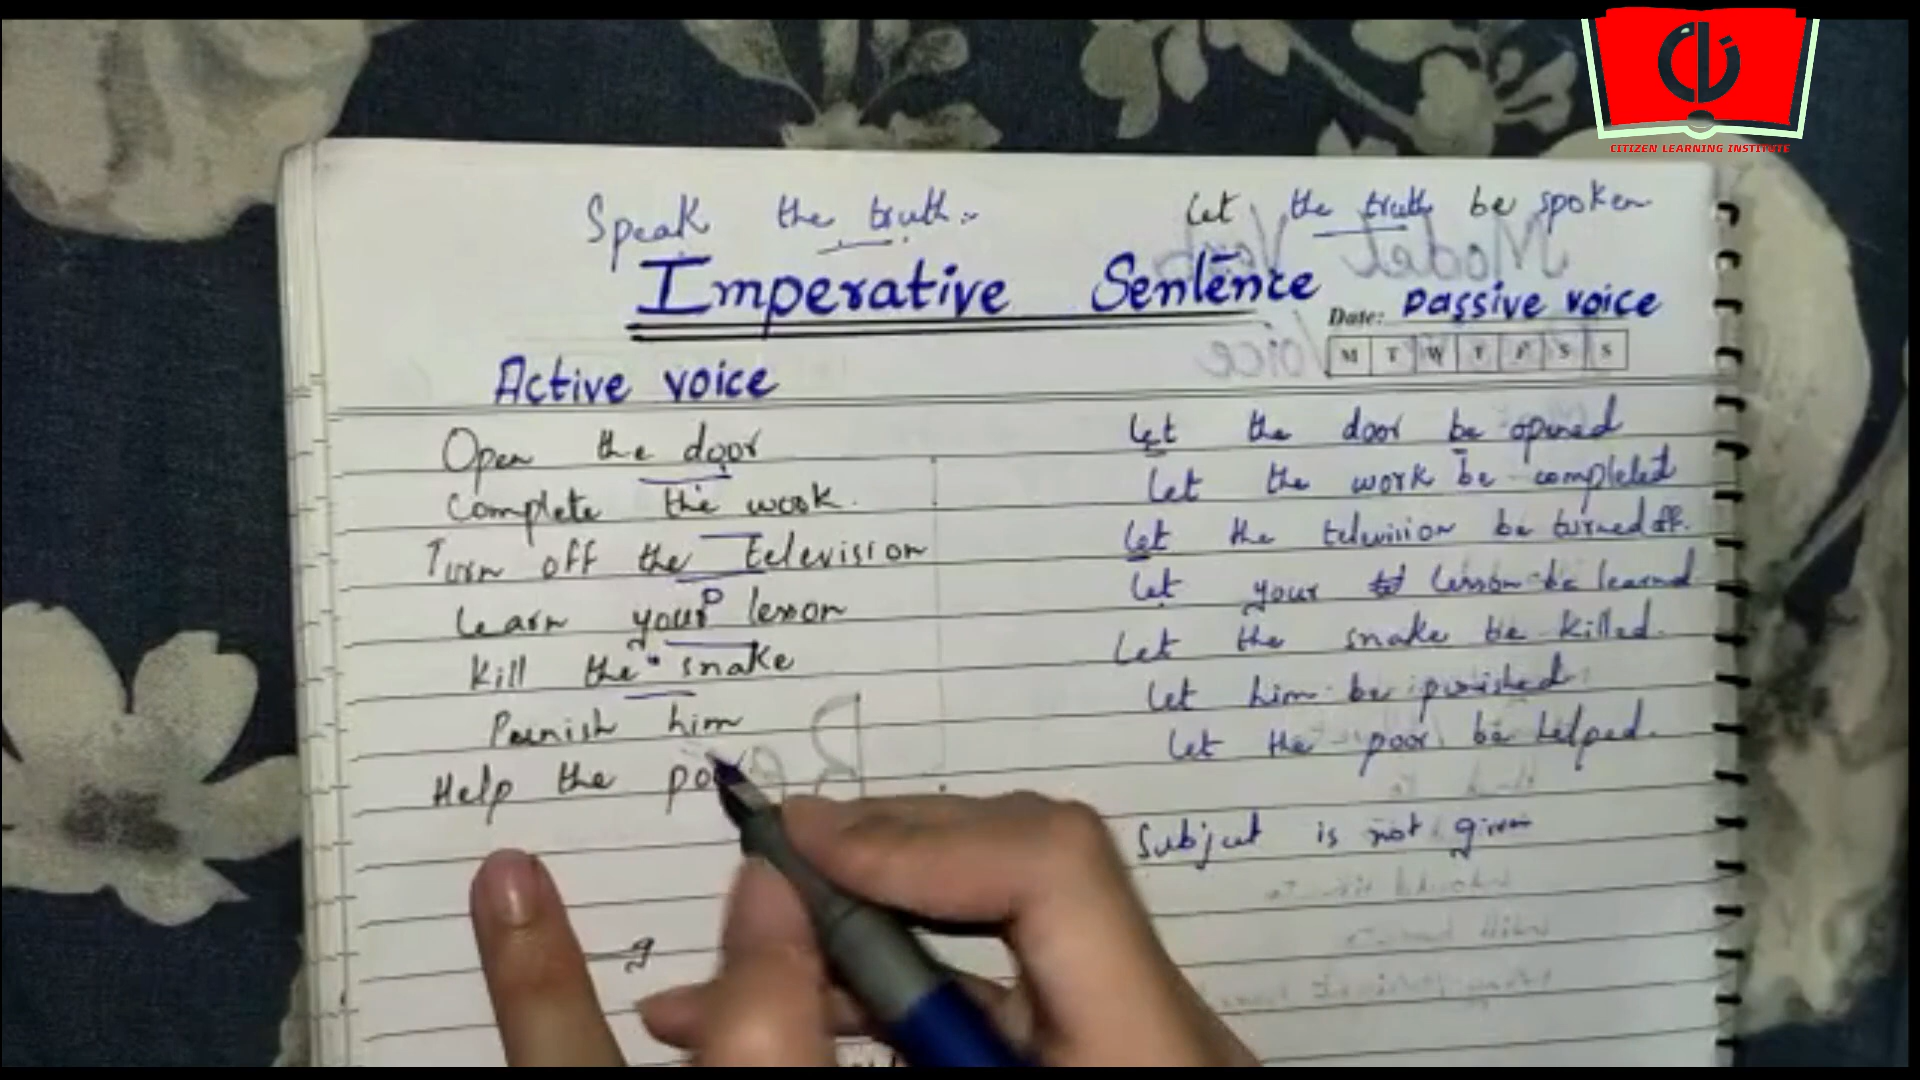 CITIZEN LEARNING INSTITUTE
Speak the truth.
Let the truth be spoken
Imperative Sentence
Date: Passive voice
M T W T F S S
Active voice
Open the door
Let the door be opened
Complete the work.
Let the work be completed
Turn off the television
Let the television be turned off.
Learn your lesson
Let your lesson be learned
Kill the snake
Let the snake be killed.
Punish him
Let him be punished.
Help the poor
Let the poor be helped.
Subject is not given